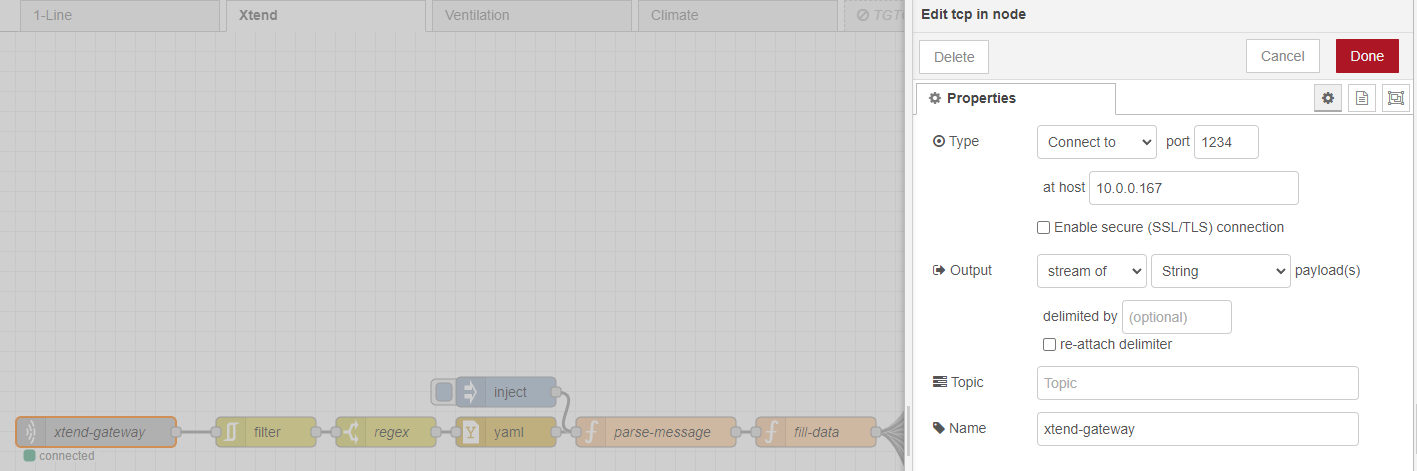 1-Line Xtend Ventilation Climate
Edit tcp in node
Delete Cancel Done
Properties
Type Connect to port 1234
at host 10.0.0.167
Enable secure (SSL/TLS) connection
Output stream of String payload(s)
delimited by (optional)
re-attach delimiter
Topic Topic
Name xtend-gateway
inject
xtend-gateway filter regex yaml parse-message fill-data
connected